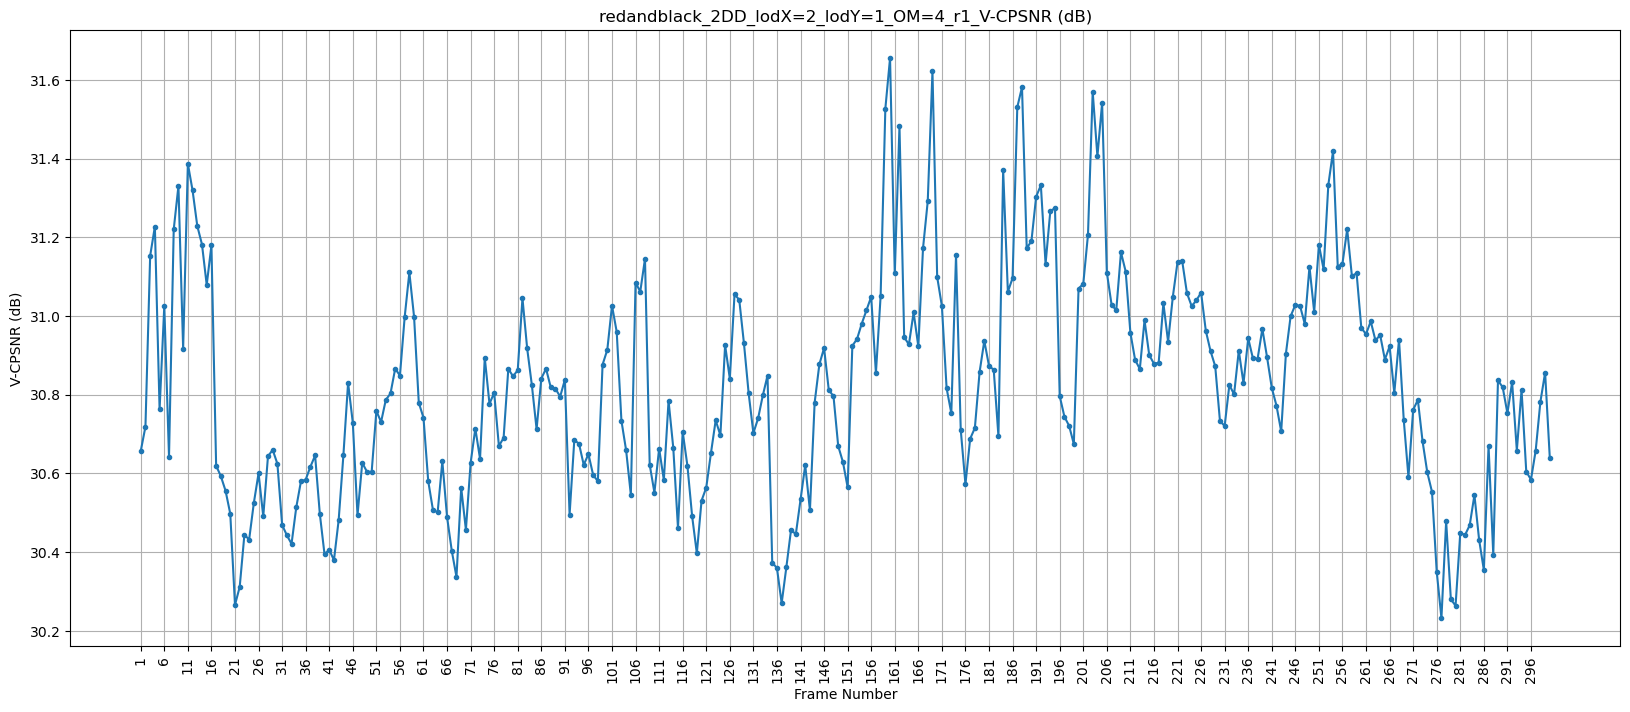 redandblack_2DD_lodX=2_lodY=1_OM=4_r1_V-CPSNR (dB)
V-CPSNR (dB)
31.6
31.4
31.2
31.0
30.8
30.6
30.4
30.2
1 6 11 16 21 26 31 36 41 46 51 56 61 66 71 76 81 86 91 96 101 106 111 116 121 126 131 136 141 146 151 156 161 166 171 176 181 186 191 196 201 206 211 216 221 226 231 236 241 246 251 256 261 266 271 276 281 286 291 296
Frame Number